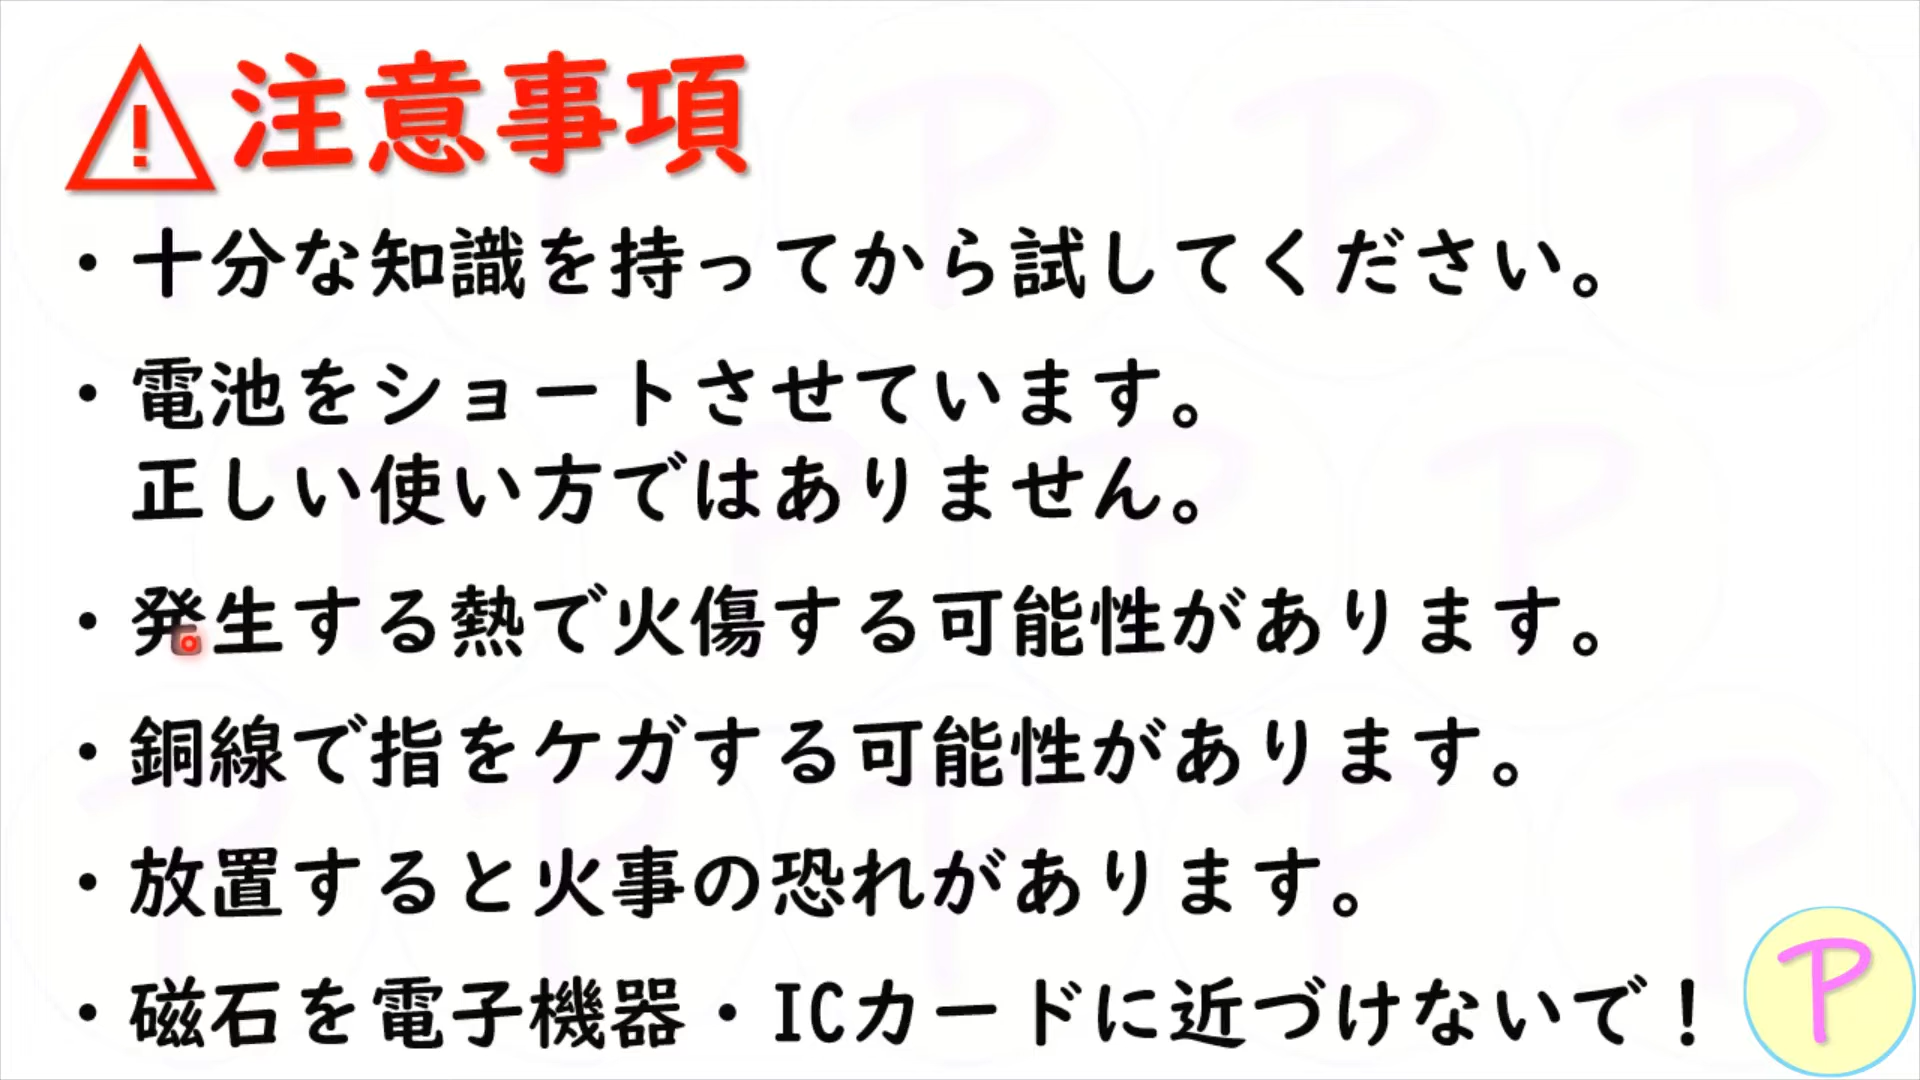 注意事項
・十分な知識を持ってから試してください。
・電池をショートさせています。
正しい使い方ではありません。
・発生する熱で火傷する可能性があります。
・銅線で指をケガする可能性があります。
・放置すると火事の恐れがあります。
・磁石を電子機器・ICカードに近づけないで！
P